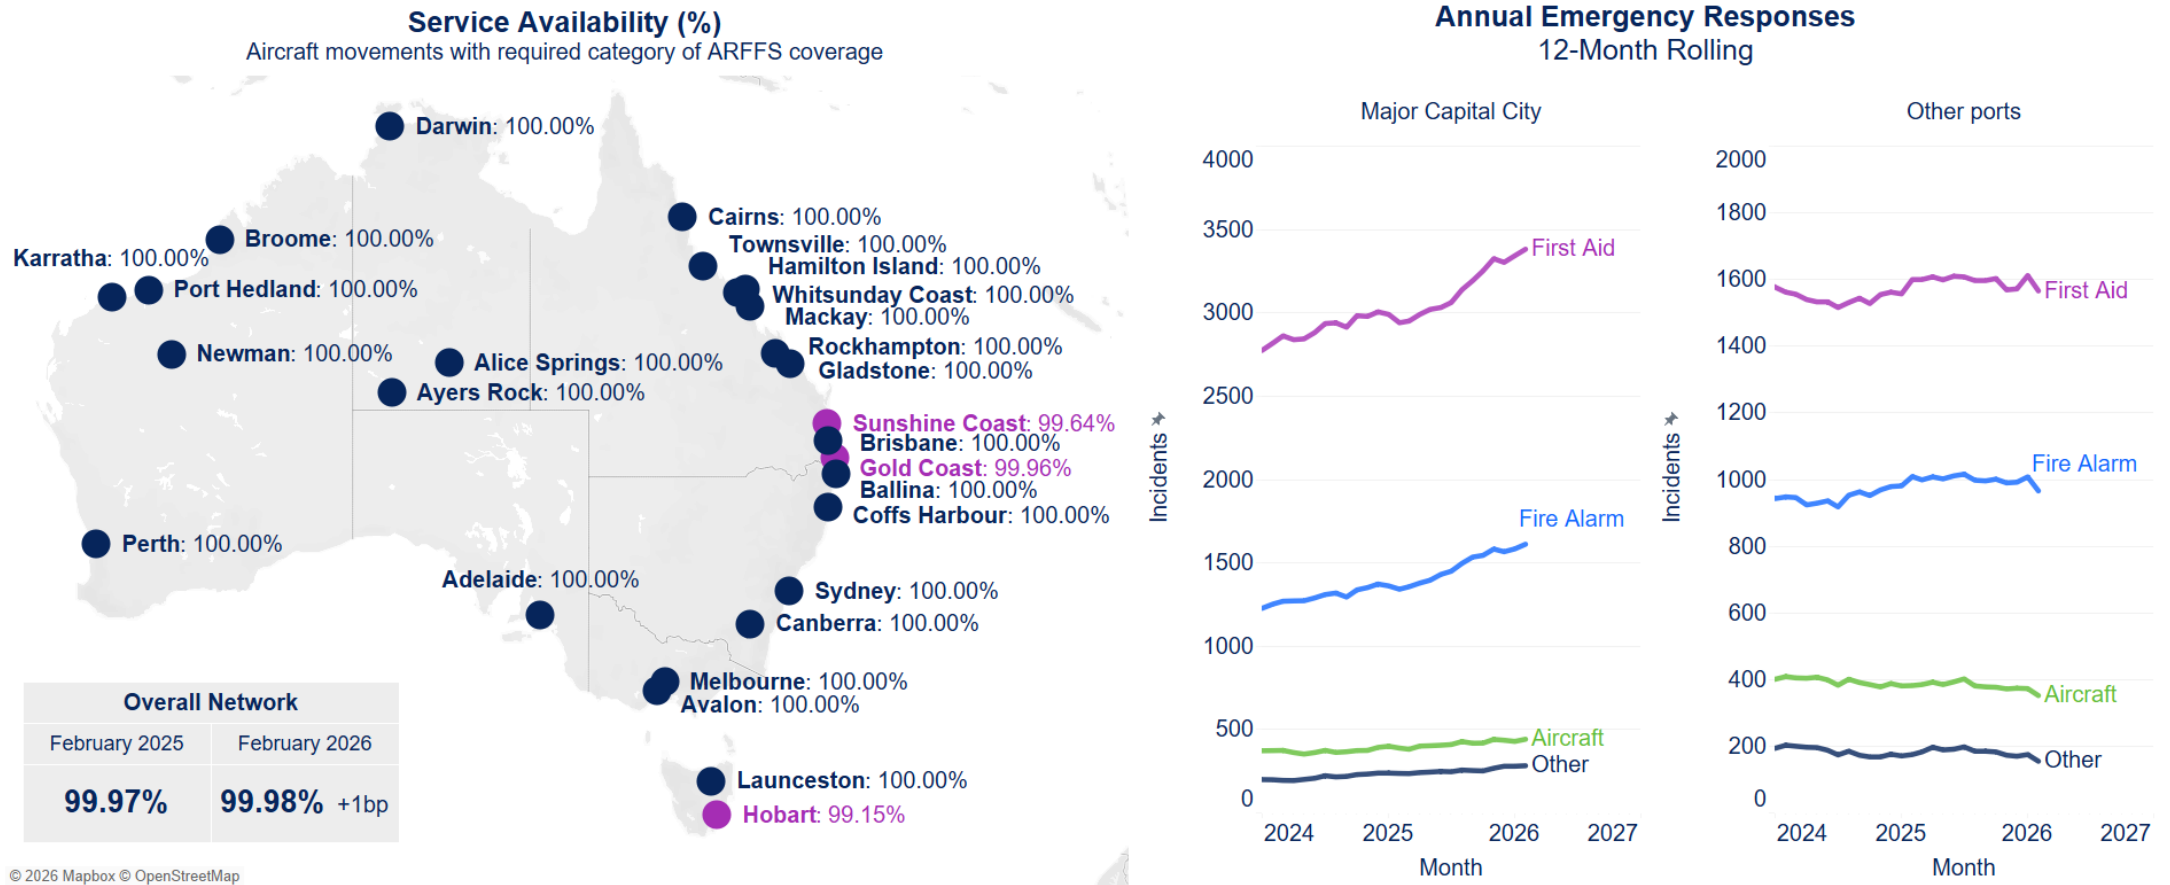 Service Availability (%)
Aircraft movements with required category of ARFFS coverage
Darwin: 100.00%
Cairns: 100.00%
Broome: 100.00%
Townsville: 100.00%
Karratha: 100.00%
Hamilton Island: 100.00%
Port Hedland: 100.00%
Whitsunday Coast: 100.00%
Mackay: 100.00%
Newman: 100.00%
Alice Springs: 100.00%
Rockhampton: 100.00%
Gladstone: 100.00%
Ayers Rock: 100.00%
Sunshine Coast: 99.64%
Brisbane: 100.00%
Gold Coast: 99.96%
Ballina: 100.00%
Coffs Harbour: 100.00%
Perth: 100.00%
Adelaide: 100.00%
Sydney: 100.00%
Canberra: 100.00%
Melbourne: 100.00%
Avalon: 100.00%
Launceston: 100.00%
Hobart: 99.15%
Overall Network
February 2025 February 2026
99.97% 99.98% +1bp
© 2026 Mapbox © OpenStreetMap
Annual Emergency Responses
12-Month Rolling
Major Capital City
4000
3500
3000
2500
2000
1500
1000
500
0
Incidents
First Aid
Fire Alarm
Aircraft
Other
2024 2025 2026 2027
Month
Other ports
2000
1800
1600
1400
1200
1000
800
600
400
200
0
Incidents
First Aid
Fire Alarm
Aircraft
Other
2024 2025 2026 2027
Month